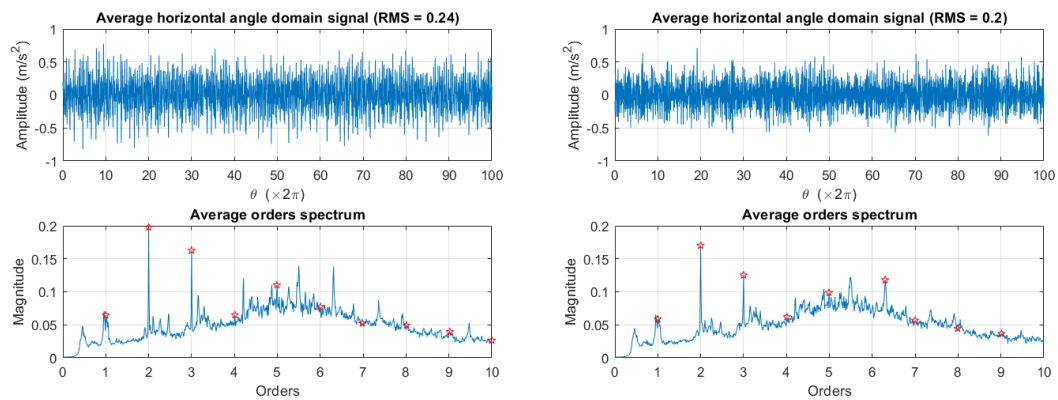 Average horizontal angle domain signal (RMS = 0.24)
Amplitude (m/s²)
1
0.5
0
-0.5
-1
0 10 20 30 40 50 60 70 80 90 100
θ (×2π)
Average orders spectrum
Magnitude
0.2
0.15
0.1
0.05
0
0 1 2 3 4 5 6 7 8 9 10
Orders
Average horizontal angle domain signal (RMS = 0.2)
Amplitude (m/s²)
1
0.5
0
-0.5
-1
0 10 20 30 40 50 60 70 80 90 100
θ (×2π)
Average orders spectrum
Magnitude
0.2
0.15
0.1
0.05
0
0 1 2 3 4 5 6 7 8 9 10
Orders